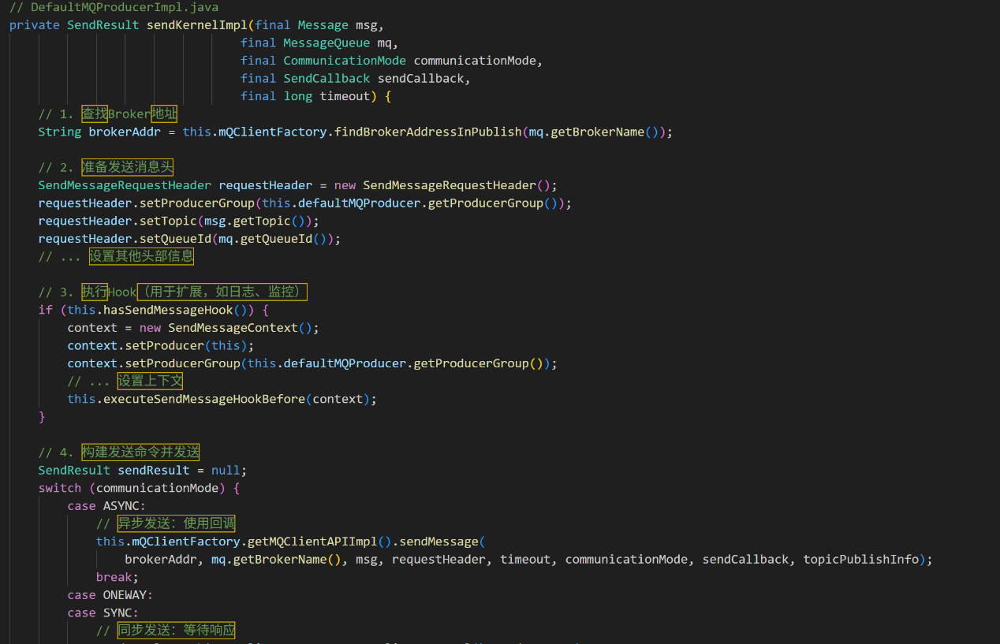 // DefaultMQProducerImpl.java
private SendResult sendKernelImpl(final Message msg,
final MessageQueue mq,
final CommunicationMode communicationMode,
final SendCallback sendCallback,
final long timeout) {
// 1. 查找Broker地址
String brokerAddr = this.mQClientFactory.findBrokerAddressInPublish(mq.getBrokerName());
// 2. 准备发送消息头
SendMessageRequestHeader requestHeader = new SendMessageRequestHeader();
requestHeader.setProducerGroup(this.defaultMQProducer.getProducerGroup());
requestHeader.setTopic(msg.getTopic());
requestHeader.setQueueId(mq.getQueueId());
// ... 设置其他头部信息
// 3. 执行Hook（用于扩展，如日志、监控）
if (this.hasSendMessageHook()) {
context = new SendMessageContext();
context.setProducer(this);
context.setProducerGroup(this.defaultMQProducer.getProducerGroup());
// ... 设置上下文
this.executeSendMessageHookBefore(context);
}
// 4. 构建发送命令并发送
SendResult sendResult = null;
switch (communicationMode) {
case ASYNC:
// 异步发送：使用回调
this.mQClientFactory.getMQClientAPIImpl().sendMessage(
brokerAddr, mq.getBrokerName(), msg, requestHeader, timeout, communicationMode, sendCallback, topicPublishInfo);
break;
case ONEWAY:
case SYNC:
// 同步发送：等待响应